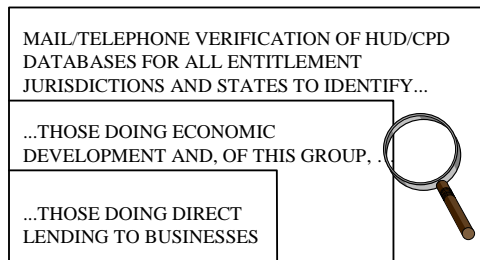 MAIL/TELEPHONE VERIFICATION OF HUD/CPD
DATABASES FOR ALL ENTITLEMENT
JURISDICTIONS AND STATES TO IDENTIFY...
...THOSE DOING ECONOMIC
DEVELOPMENT AND, OF THIS GROUP, ...
...THOSE DOING DIRECT
LENDING TO BUSINESSES